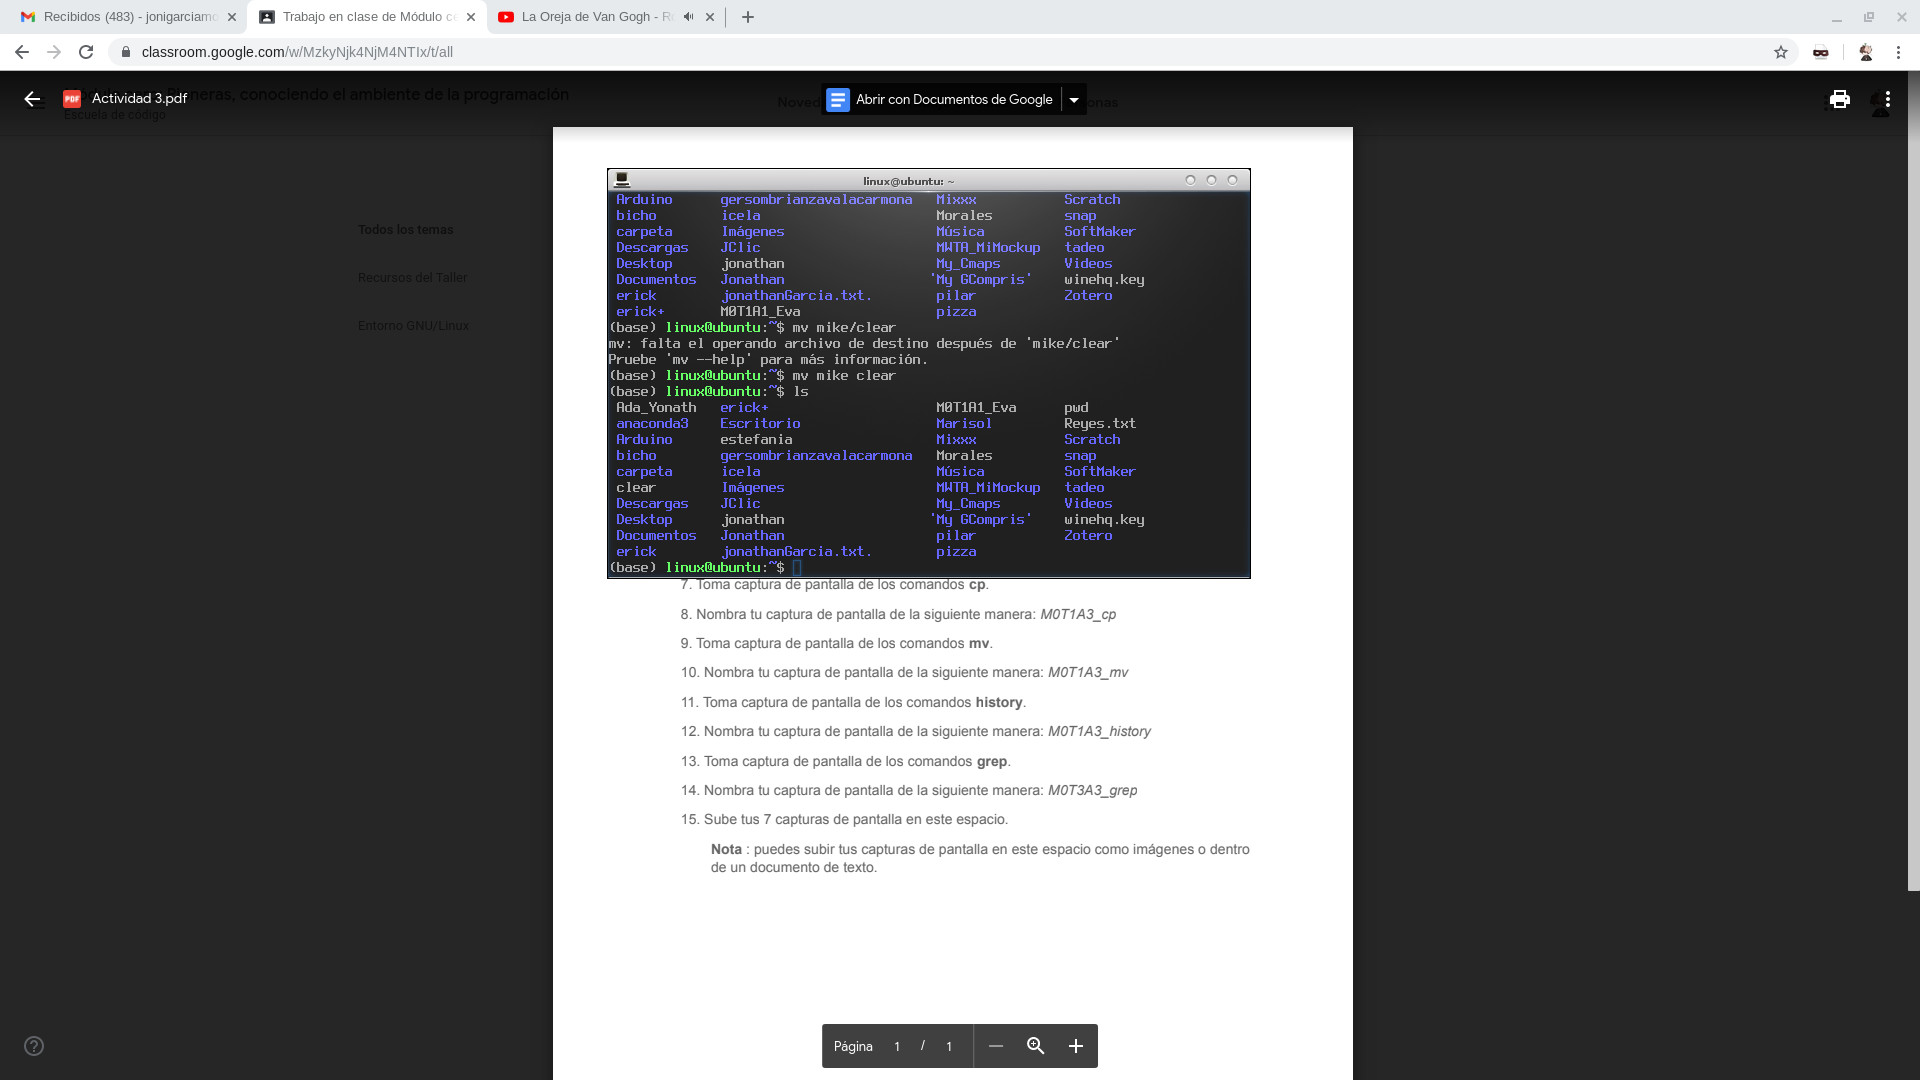 Recibidos (483) - jonigarciamo
Trabajo en clase de Módulo ce
La Oreja de Van Gogh - R
classroom.google.com/w/MzkyNjk4NjM4NTIx/t/all
PDF Actividad 3.pdf
neras, conociendo el ambiente de la programación
Escuela de código
Noved
onas
Abrir con Documentos de Google
Todos los temas
Recursos del Taller
Entorno GNU/Linux
linux@ubuntu: ~
Arduino gersombrianzavalacarmona Mixxx Scratch
bicho icela Morales snap
carpeta Imágenes Música SoftMaker
Descargas JClic MWTA_MiMockup tadeo
Desktop jonathan My_Cmaps Videos
Documentos Jonathan 'My GCompris' winehq.key
erick jonathanGarcia.txt. pilar Zotero
erick+ M0T1A1_Eva pizza
(base) linux@ubuntu:~$ mv mike/clear
mv: falta el operando archivo de destino después de 'mike/clear'
Pruebe 'mv --help' para más información.
(base) linux@ubuntu:~$ mv mike clear
(base) linux@ubuntu:~$ ls
Ada_Yonath erick+ M0T1A1_Eva pwd
anaconda3 Escritorio Marisol Reyes.txt
Arduino estefania Mixxx Scratch
bicho gersombrianzavalacarmona Morales snap
carpeta icela Música SoftMaker
clear Imágenes MWTA_MiMockup tadeo
Descargas JClic My_Cmaps Videos
Desktop jonathan 'My GCompris' winehq.key
Documentos Jonathan pilar Zotero
erick jonathanGarcia.txt. pizza
(base) linux@ubuntu:~$
7. Toma captura de pantalla de los comandos cp.
8. Nombra tu captura de pantalla de la siguiente manera: M0T1A3_cp
9. Toma captura de pantalla de los comandos mv.
10. Nombra tu captura de pantalla de la siguiente manera: M0T1A3_mv
11. Toma captura de pantalla de los comandos history.
12. Nombra tu captura de pantalla de la siguiente manera: M0T1A3_history
13. Toma captura de pantalla de los comandos grep.
14. Nombra tu captura de pantalla de la siguiente manera: M0T3A3_grep
15. Sube tus 7 capturas de pantalla en este espacio.
Nota : puedes subir tus capturas de pantalla en este espacio como imágenes o dentro
de un documento de texto.
Página 1 / 1